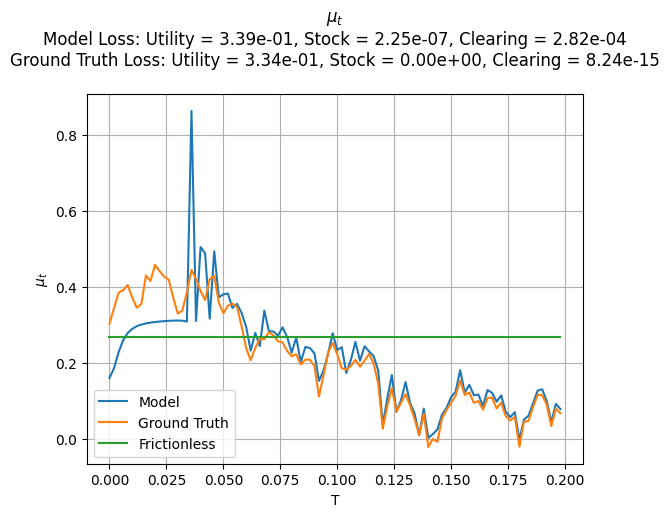 μt
Model Loss: Utility = 3.39e-01, Stock = 2.25e-07, Clearing = 2.82e-04
Ground Truth Loss: Utility = 3.34e-01, Stock = 0.00e+00, Clearing = 8.24e-15
0.8
0.6
0.4
0.2
0.0
μt
Model
Ground Truth
Frictionless
0.000 0.025 0.050 0.075 0.100 0.125 0.150 0.175 0.200
T